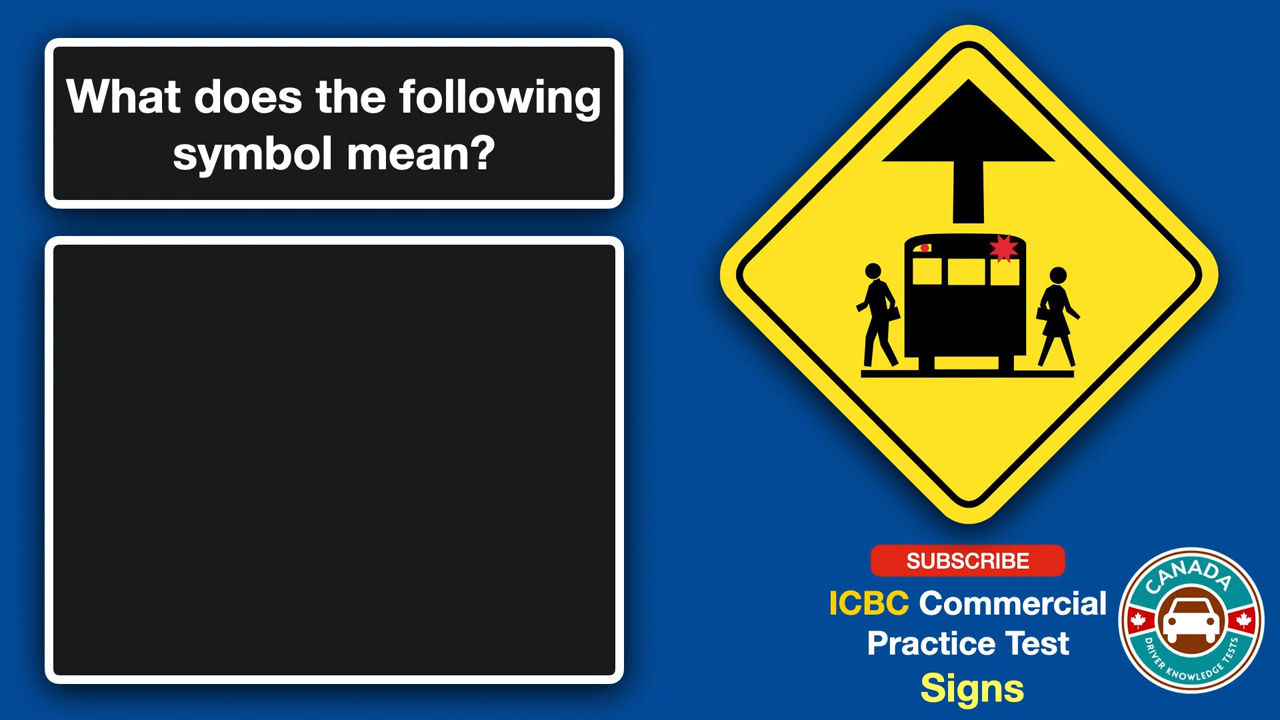 What does the following
symbol mean?
SUBSCRIBE
ICBC Commercial
Practice Test
Signs
CANADA
DRIVER KNOWLEDGE TESTS